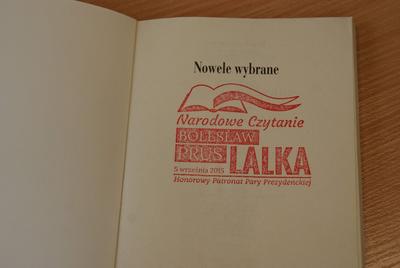 Nowele wybrane
Narodowe Czytanie
BOLESŁAW
PRUS LALKA
5 września 2015
Honorowy Patronat Pary Prezydenckiej